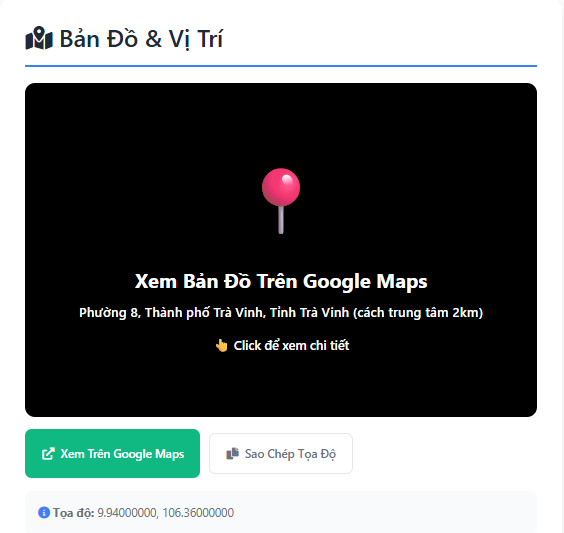 Bản Đồ & Vị Trí
Xem Bản Đồ Trên Google Maps
Phường 8, Thành phố Trà Vinh, Tỉnh Trà Vinh (cách trung tâm 2km)
Click để xem chi tiết
Xem Trên Google Maps
Sao Chép Tọa Độ
Tọa độ: 9.94000000, 106.36000000